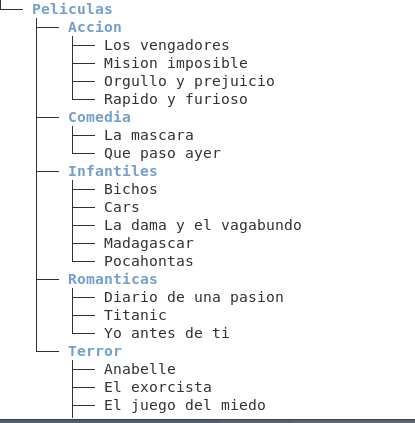 Peliculas
Accion
Los vengadores
Mision imposible
Orgullo y prejuicio
Rapido y furioso
Comedia
La mascara
Que paso ayer
Infantiles
Bichos
Cars
La dama y el vagabundo
Madagascar
Pocahontas
Romanticas
Diario de una pasion
Titanic
Yo antes de ti
Terror
Anabelle
El exorcista
El juego del miedo